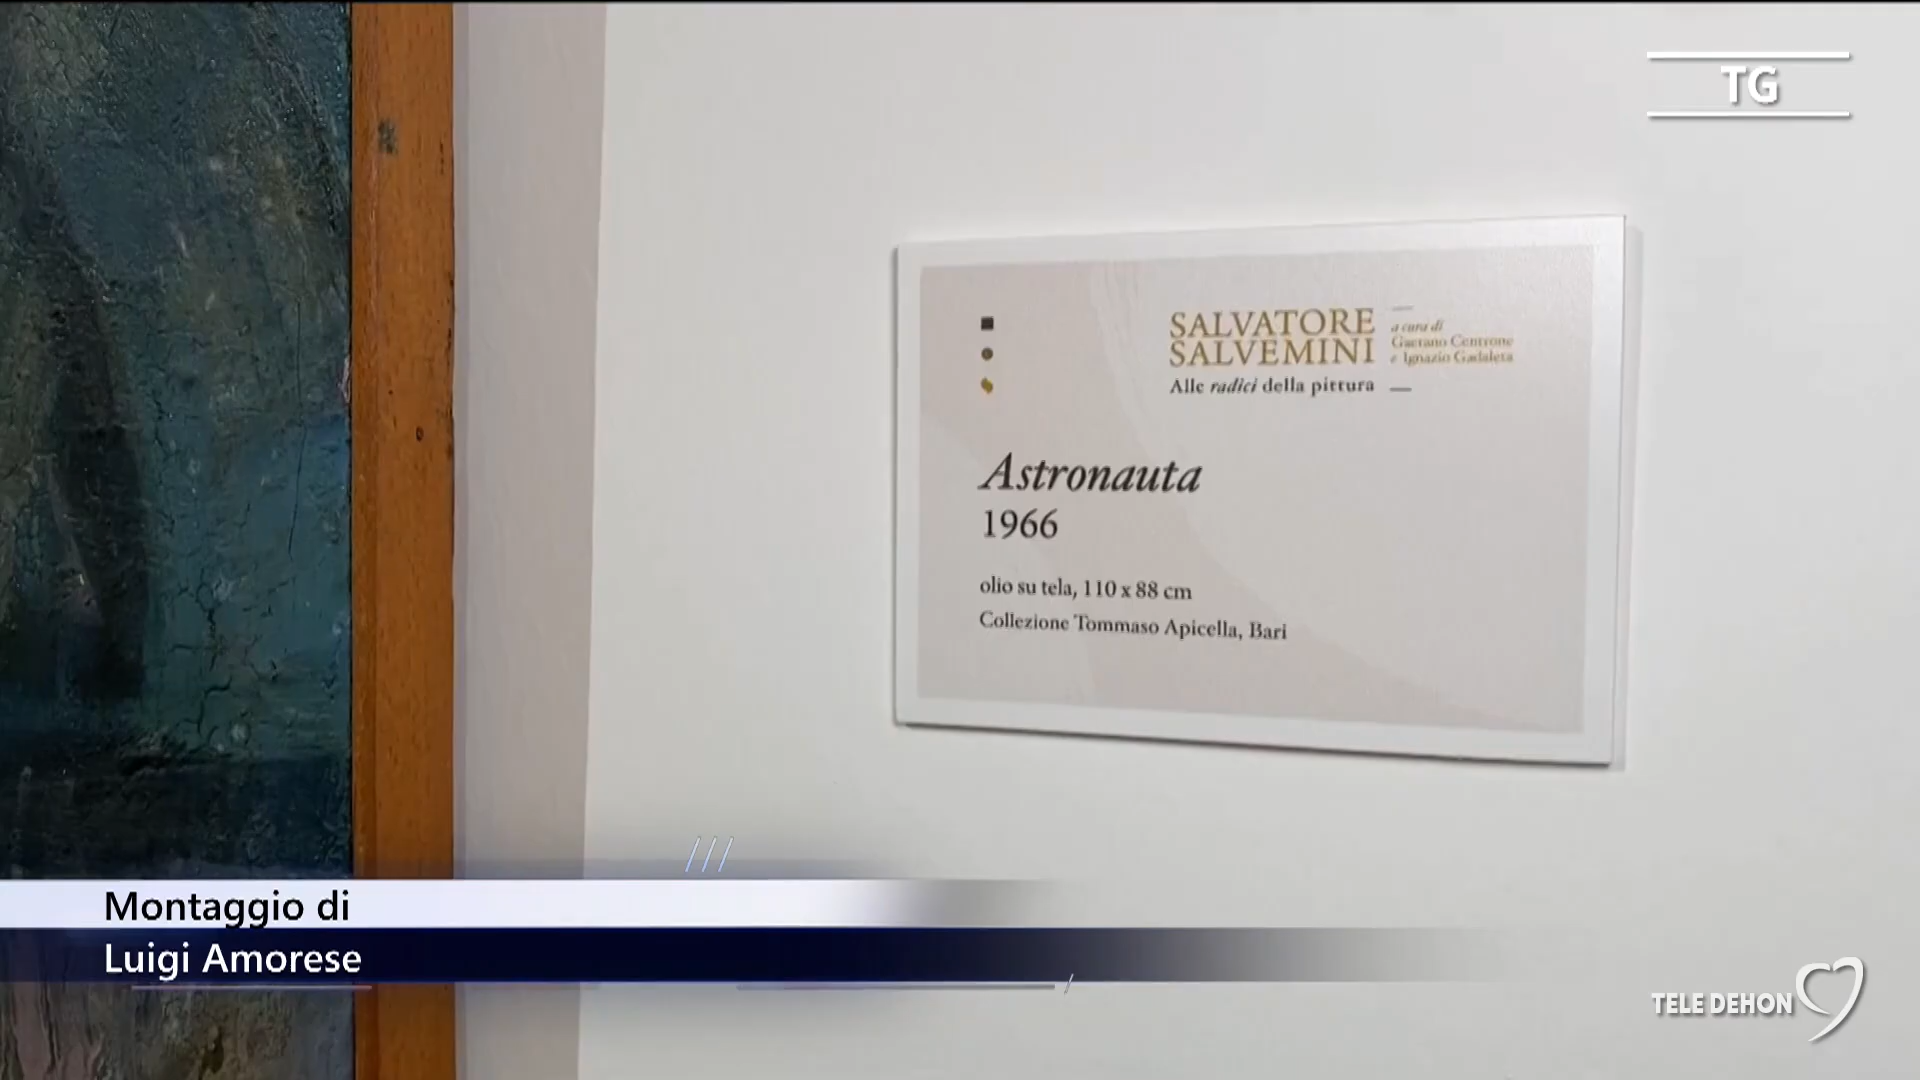 TG
SALVATORE
SALVEMINI
Alle radici della pittura
a cura di
Gaetano Centrone
e Ignazio Gadaleta
Astronauta
1966
olio su tela, 110 x 88 cm
Collezione Tommaso Apicella, Bari
Montaggio di
Luigi Amorese
TELE DEHON